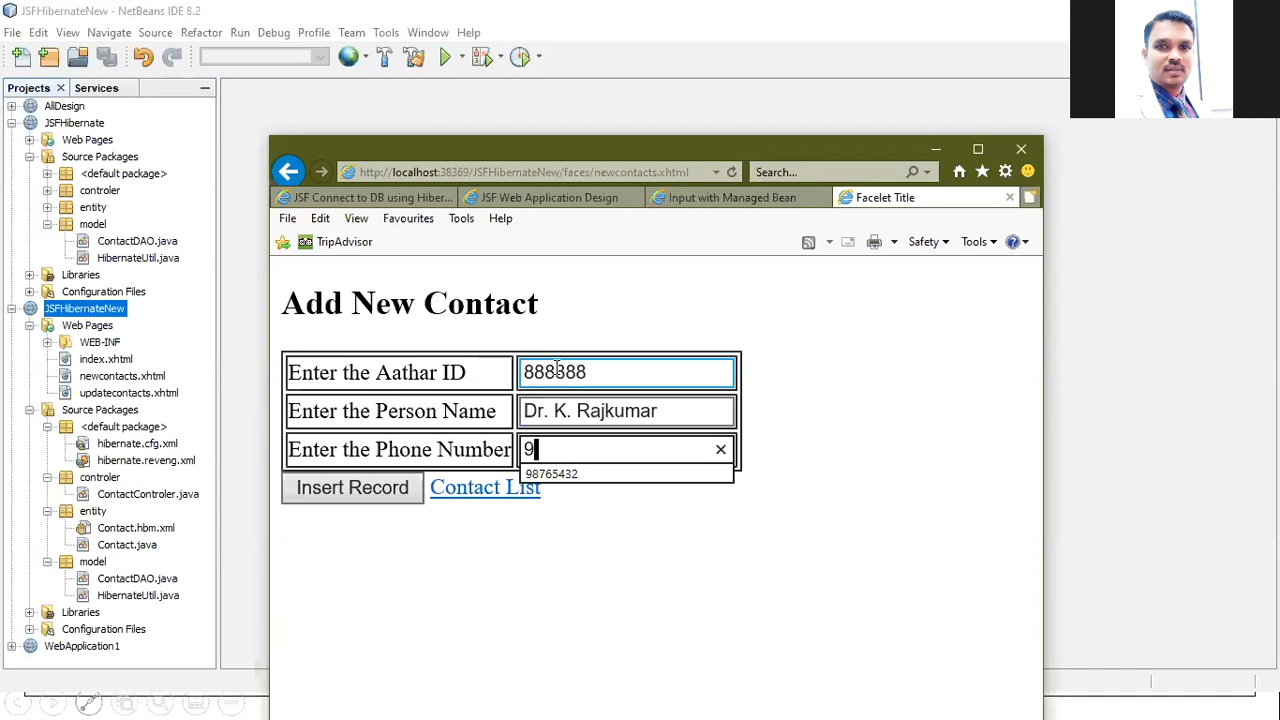 JSFHibernateNew - NetBeans IDE 8.2
File Edit View Navigate Source Refactor Run Debug Profile Team Tools Window Help
Projects
Services
AllDesign
JSFHibernate
Web Pages
Source Packages
<default package>
controler
entity
model
ContactDAO.java
HibernateUtil.java
Libraries
Configuration Files
JSFHibernateNew
Web Pages
WEB-INF
index.xhtml
newcontacts.xhtml
updatecontacts.xhtml
Source Packages
<default package>
hibernate.cfg.xml
hibernate.reveng.xml
controler
ContactControler.java
entity
Contact.hbm.xml
Contact.java
model
ContactDAO.java
HibernateUtil.java
Libraries
Configuration Files
WebApplication1
http://localhost:38369/JSFHibernateNew/faces/newcontacts.xhtml
Search...
JSF Connect to DB using Hiber...
JSF Web Application Design
Input with Managed Bean
Facelet Title
File Edit View Favourites Tools Help
TripAdvisor
Safety
Tools
Add New Contact
Enter the Aathar ID 888888
Enter the Person Name Dr. K. Rajkumar
Enter the Phone Number 9
98765432
Insert Record Contact List